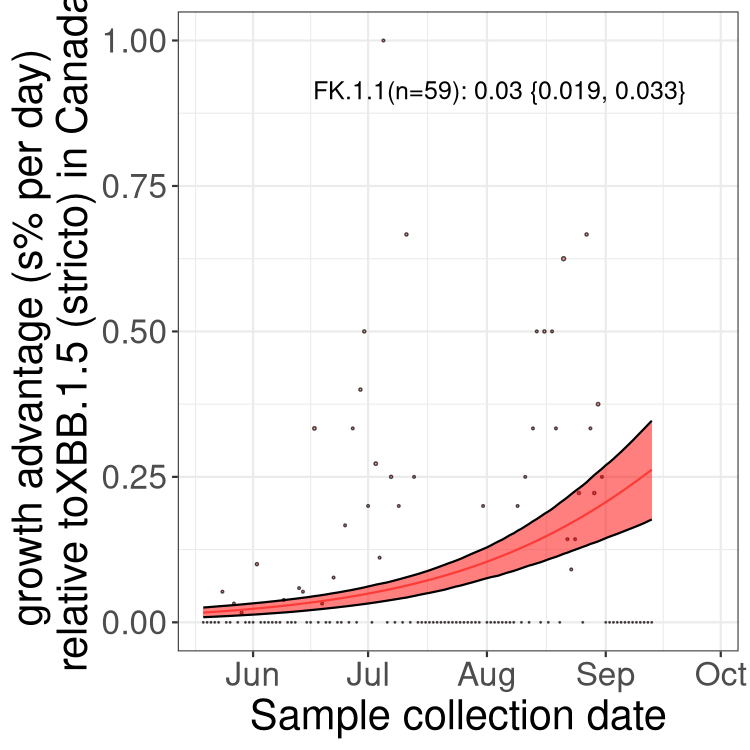 growth advantage (s% per day)
relative toXBB.1.5 (stricto) in Canada
1.00
0.75
0.50
0.25
0.00
FK.1.1(n=59): 0.03 {0.019, 0.033}
Jun Jul Aug Sep Oct
Sample collection date